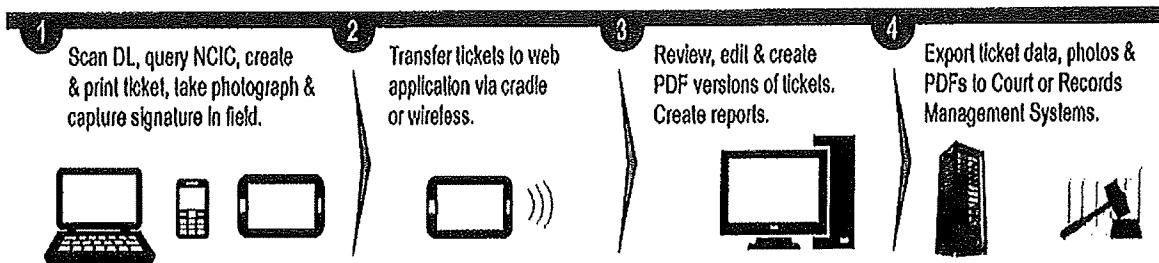 1
Scan DL, query NCIC, create
& print ticket, take photograph &
capture signature in field.
2
Transfer tickets to web
application via cradle
or wireless.
3
Review, edit & create
PDF versions of tickets.
Create reports.
4
Export ticket data, photos &
PDFs to Court or Records
Management Systems.